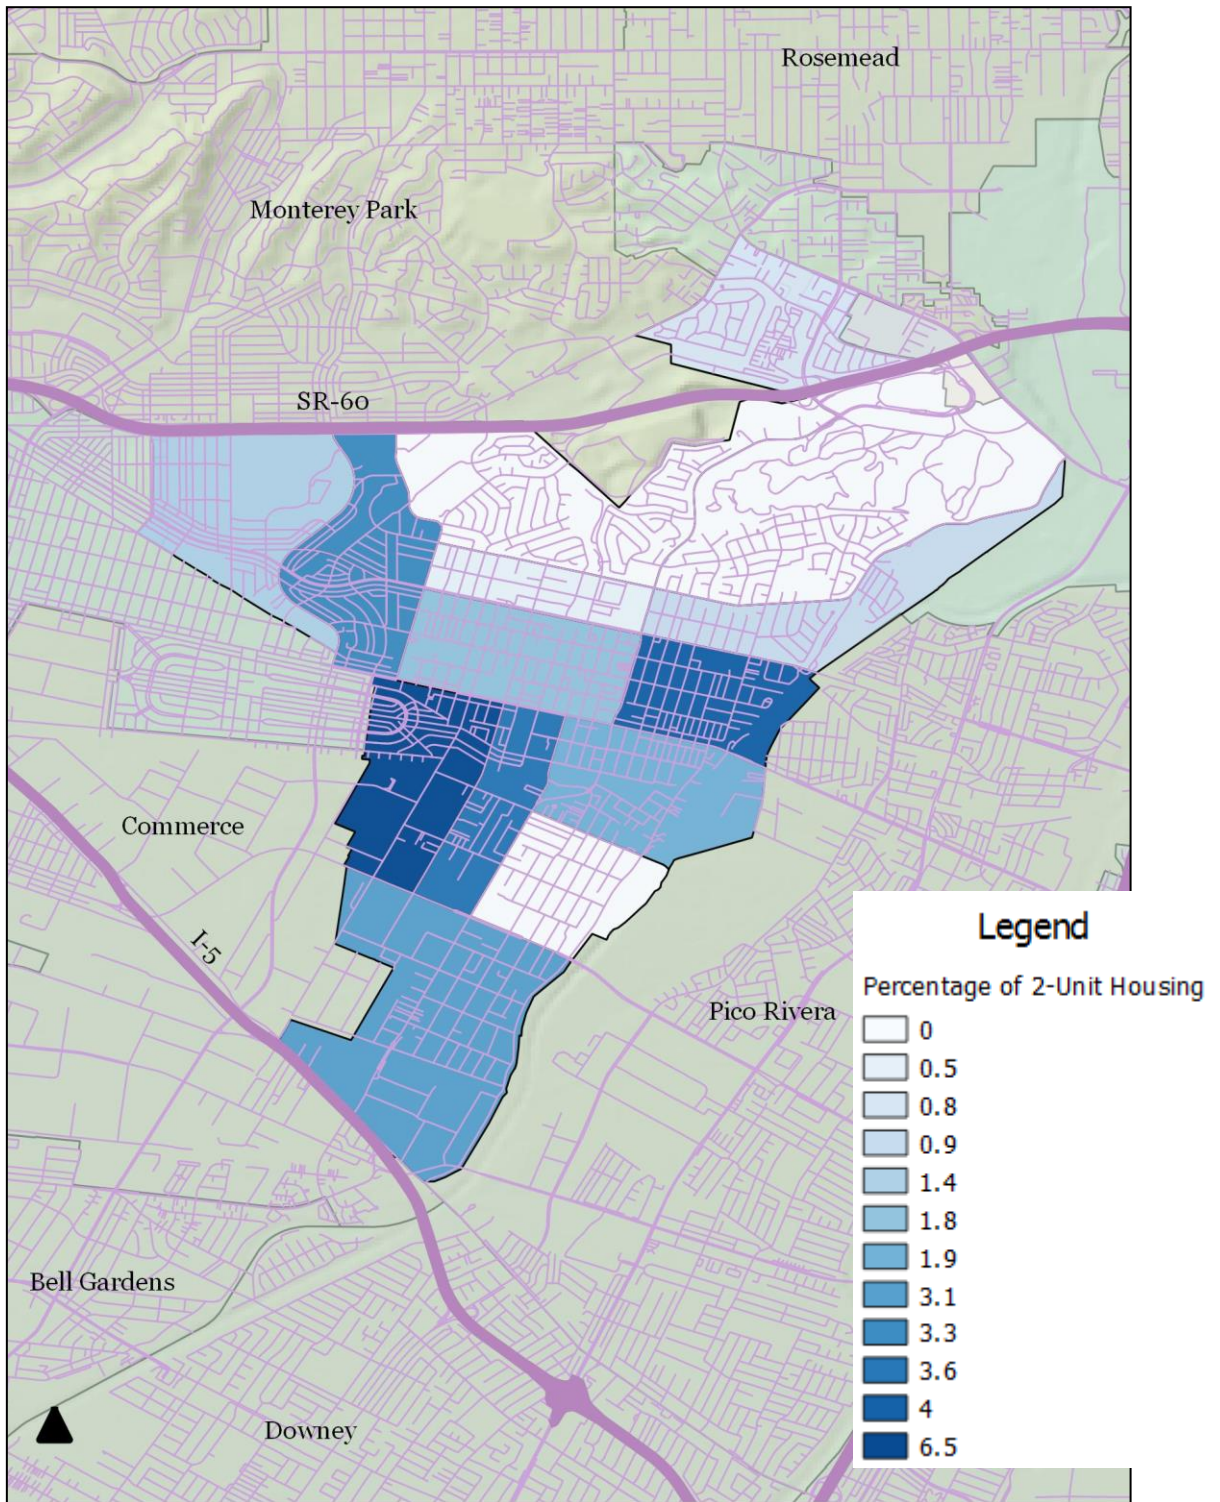 Rosemead
Monterey Park
SR-60
Commerce
I-5
Pico Rivera
Bell Gardens
Downey
Legend
Percentage of 2-Unit Housing
0
0.5
0.8
0.9
1.4
1.8
1.9
3.1
3.3
3.6
4
6.5